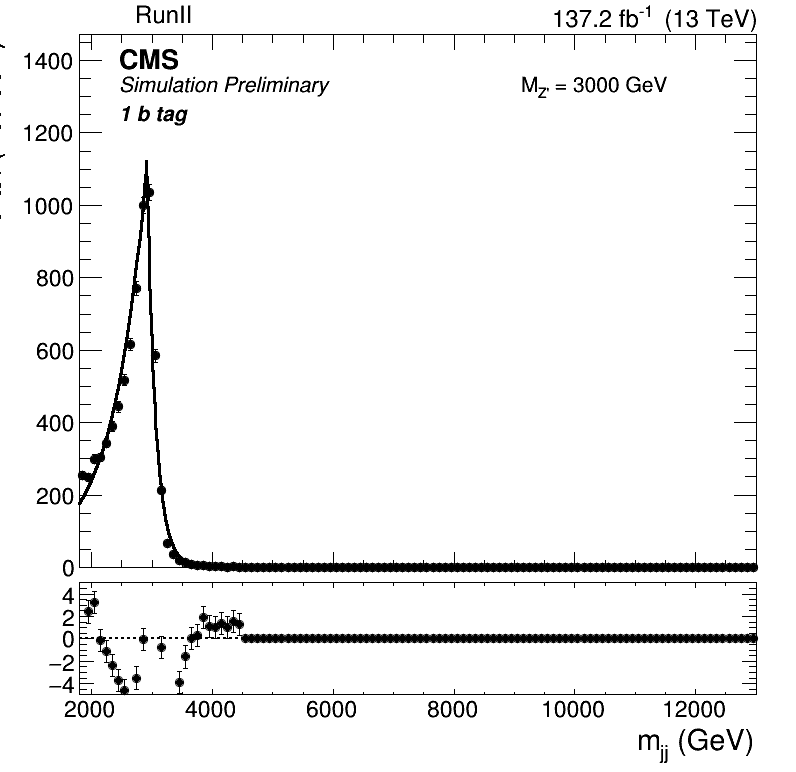 RunII
137.2 fb⁻¹ (13 TeV)
CMS
Simulation Preliminary
M_Z' = 3000 GeV
1 b tag
1400
1200
1000
800
600
400
200
0
4
2
0
−2
−4
2000 4000 6000 8000 10000 12000
m_jj (GeV)